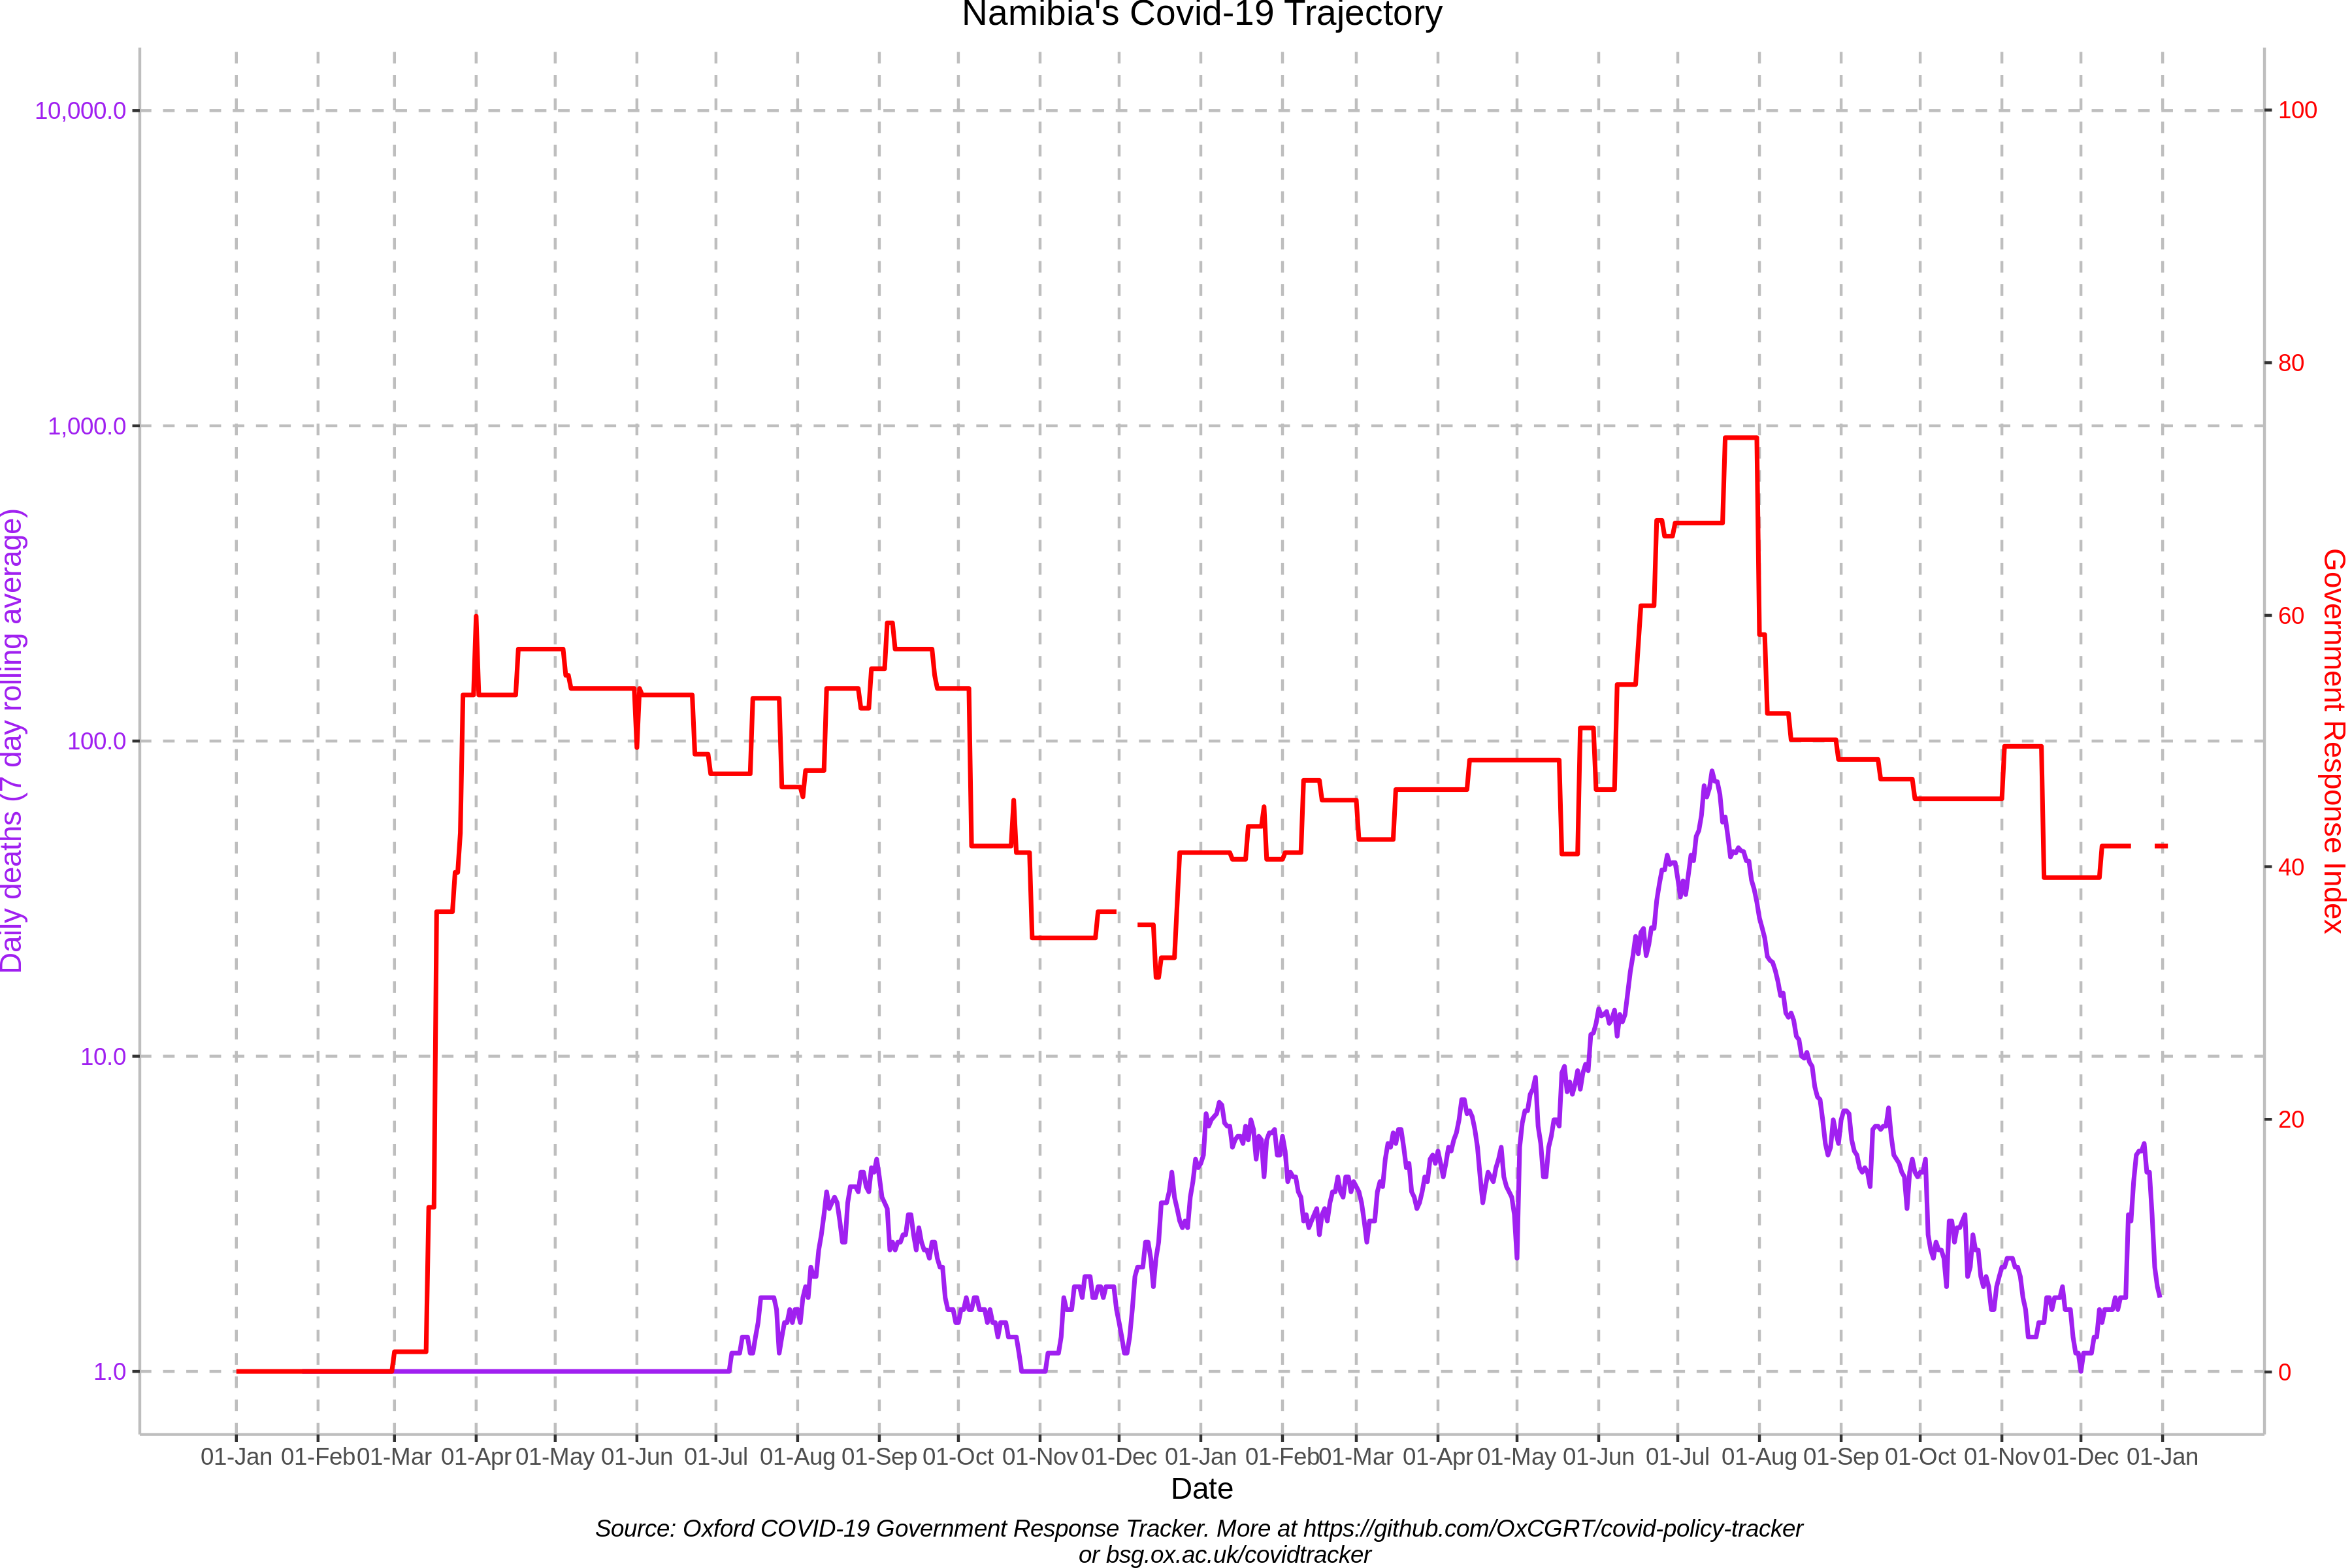 Namibia's Covid-19 Trajectory
10,000.0
1,000.0
100.0
10.0
1.0
Daily deaths (7 day rolling average)
100
80
60
40
20
0
Government Response Index
01-Jan 01-Feb 01-Mar 01-Apr 01-May 01-Jun 01-Jul 01-Aug 01-Sep 01-Oct 01-Nov 01-Dec 01-Jan 01-Feb 01-Mar 01-Apr 01-May 01-Jun 01-Jul 01-Aug 01-Sep 01-Oct 01-Nov 01-Dec 01-Jan
Date
Source: Oxford COVID-19 Government Response Tracker. More at https://github.com/OxCGRT/covid-policy-tracker
or bsg.ox.ac.uk/covidtracker